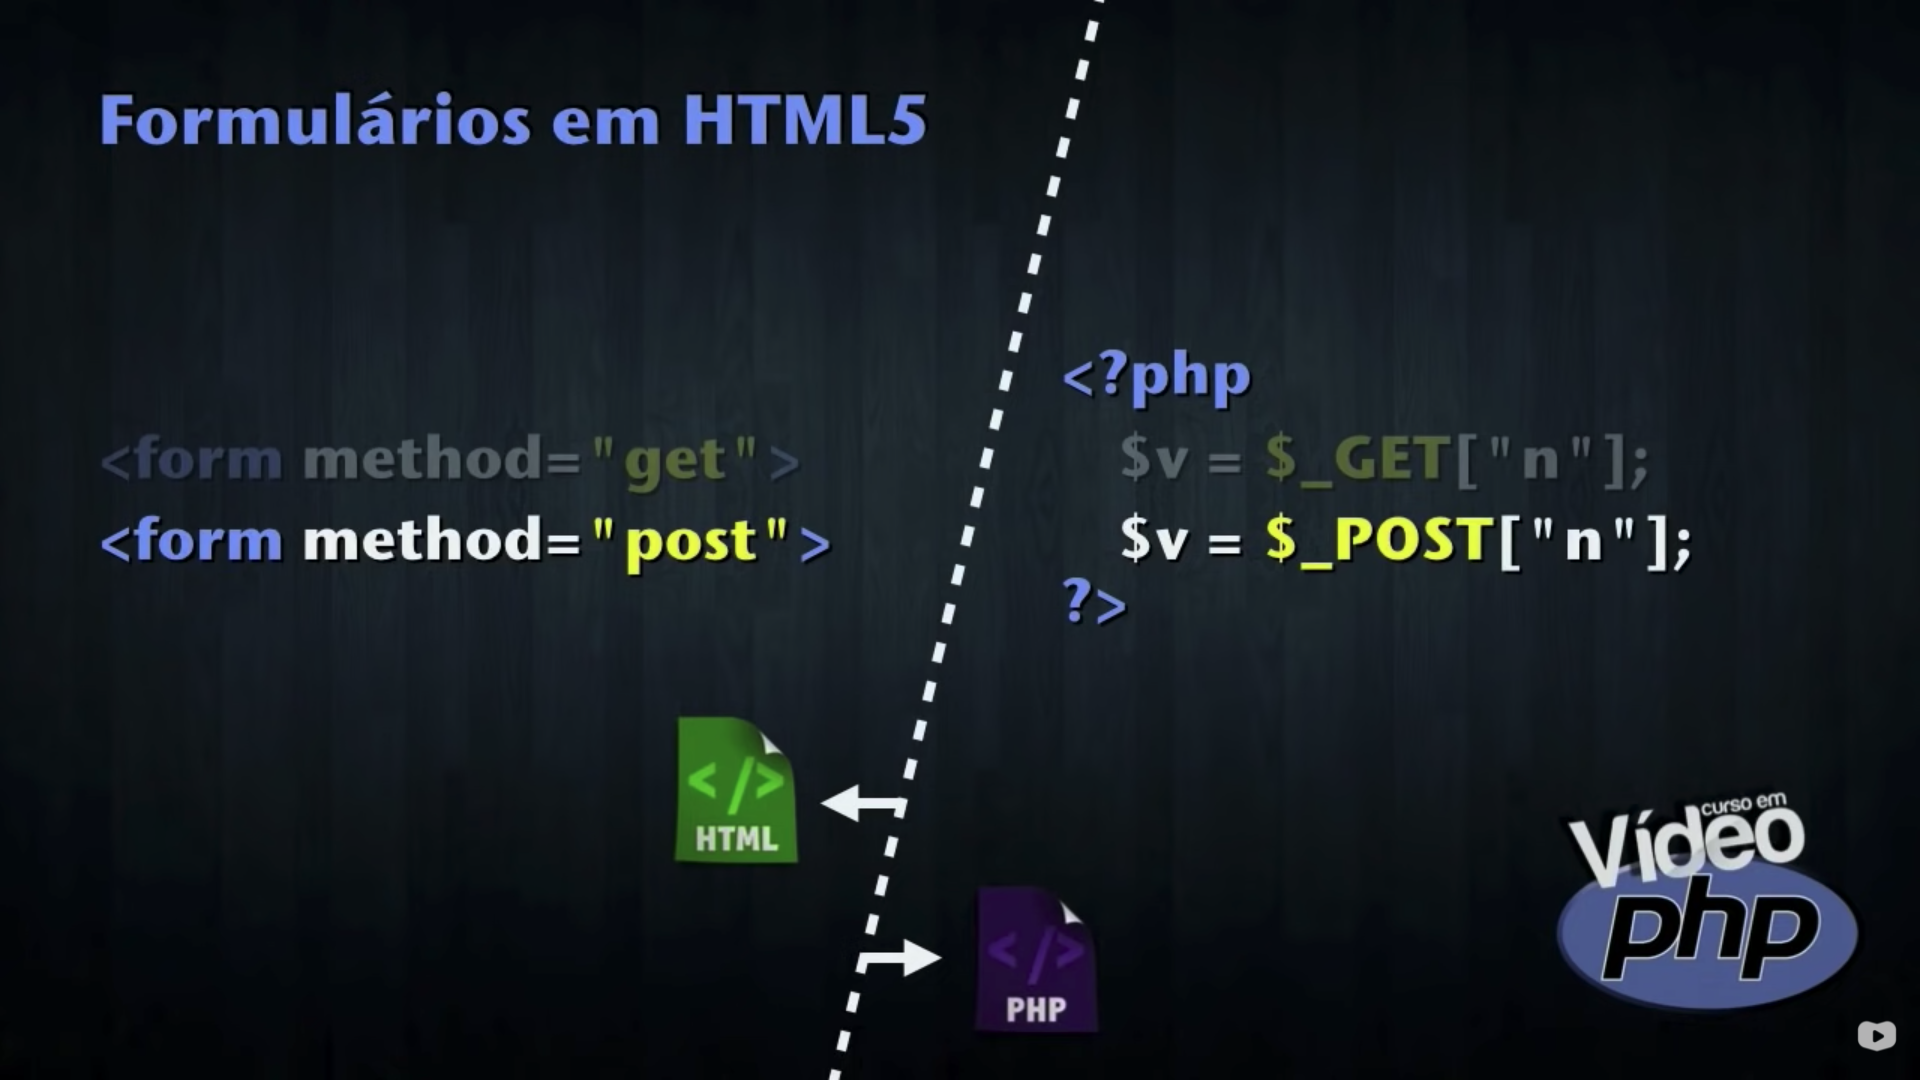 Formulários em HTML5
<form method="get">
<form method="post">
<?php
$v = $_GET["n"];
$v = $_POST["n"];
?>
</>
HTML
</>
PHP
curso em
Vídeo
php